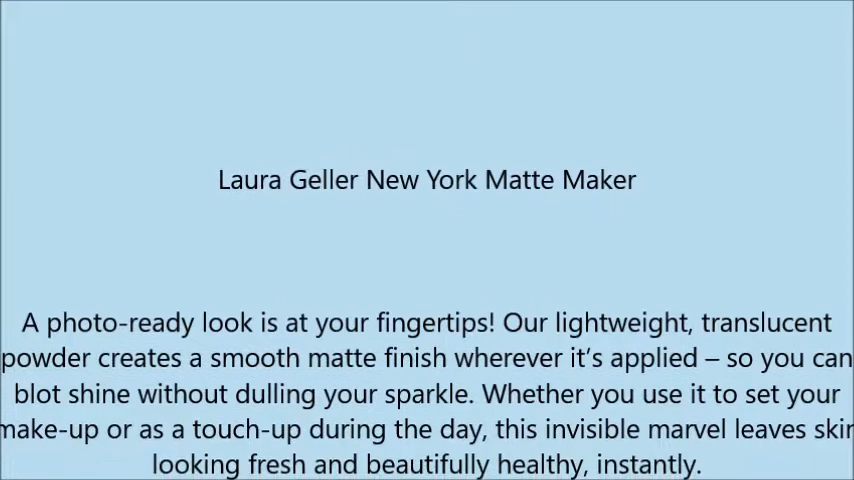 Laura Geller New York Matte Maker
A photo-ready look is at your fingertips! Our lightweight, translucent
powder creates a smooth matte finish wherever it’s applied – so you can
blot shine without dulling your sparkle. Whether you use it to set your
make-up or as a touch-up during the day, this invisible marvel leaves skin
looking fresh and beautifully healthy, instantly.